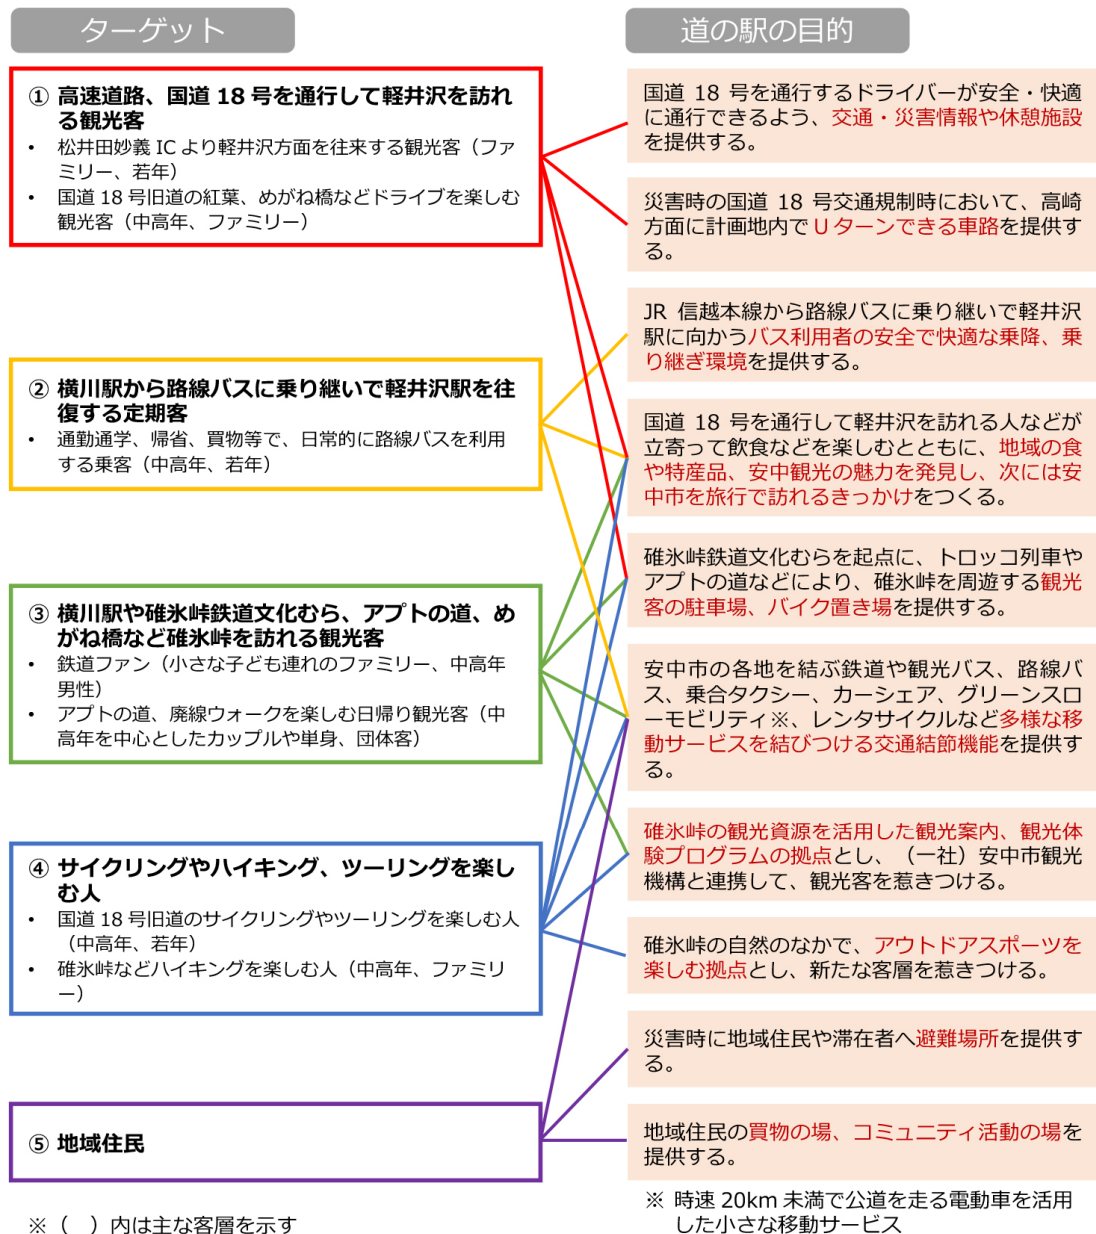 ターゲット
① 高速道路、国道 18 号を通行して軽井沢を訪れ
る観光客
• 松井田妙義 IC より軽井沢方面を往来する観光客（ファ
ミリー、若年）
• 国道 18 号旧道の紅葉、めがね橋などドライブを楽しむ
観光客（中高年、ファミリー）
② 横川駅から路線バスに乗り継いで軽井沢駅を往
復する定期客
• 通勤通学、帰省、買物等で、日常的に路線バスを利用
する乗客（中高年、若年）
③ 横川駅や碓氷峠鉄道文化むら、アプトの道、め
がね橋など碓氷峠を訪れる観光客
• 鉄道ファン（小さな子ども連れのファミリー、中高年
男性）
• アプトの道、廃線ウォークを楽しむ日帰り観光客（中
高年を中心としたカップルや単身、団体客）
④ サイクリングやハイキング、ツーリングを楽し
む人
• 国道 18 号旧道のサイクリングやツーリングを楽しむ人
（中高年、若年）
• 碓氷峠などハイキングを楽しむ人（中高年、ファミリ
ー）
⑤ 地域住民
※（　）内は主な客層を示す
道の駅の目的
国道 18 号を通行するドライバーが安全・快適
に通行できるよう、交通・災害情報や休憩施設
を提供する。
災害時の国道 18 号交通規制時において、高崎
方面に計画地内で U ターンできる車路を提供す
る。
JR 信越本線から路線バスに乗り継いで軽井沢
駅に向かうバス利用者の安全で快適な乗降、乗
り継ぎ環境を提供する。
国道 18 号を通行して軽井沢を訪れる人などが
立寄って飲食などを楽しむとともに、地域の食
や特産品、安中観光の魅力を発見し、次には安
中市を旅行で訪れるきっかけをつくる。
碓氷峠鉄道文化むらを起点に、トロッコ列車や
アプトの道などにより、碓氷峠を周遊する観光
客の駐車場、バイク置き場を提供する。
安中市の各地を結ぶ鉄道や観光バス、路線バ
ス、乗合タクシー、カーシェア、グリーンスロ
ーモビリティ※、レンタサイクルなど多様な移
動サービスを結びつける交通結節機能を提供す
る。
碓氷峠の観光資源を活用した観光案内、観光体
験プログラムの拠点とし、（一社）安中市観光
機構と連携して、観光客を惹きつける。
碓氷峠の自然のなかで、アウトドアスポーツを
楽しむ拠点とし、新たな客層を惹きつける。
災害時に地域住民や滞在者へ避難場所を提供す
る。
地域住民の買物の場、コミュニティ活動の場を
提供する。
※ 時速 20km 未満で公道を走る電動車を活用
した小さな移動サービス